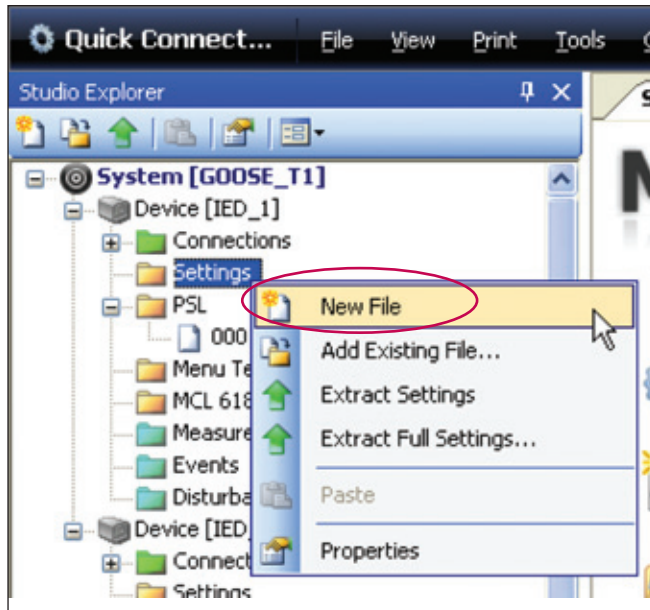 Quick Connect... File View Print Tools
Studio Explorer
System [GOOSE_T1]
Device [IED_1]
Connections
Settings
PSL
000
Menu Te
MCL 618
Measure
Events
Disturba
Device [IED_
Connect
Settings
New File
Add Existing File...
Extract Settings
Extract Full Settings...
Paste
Properties